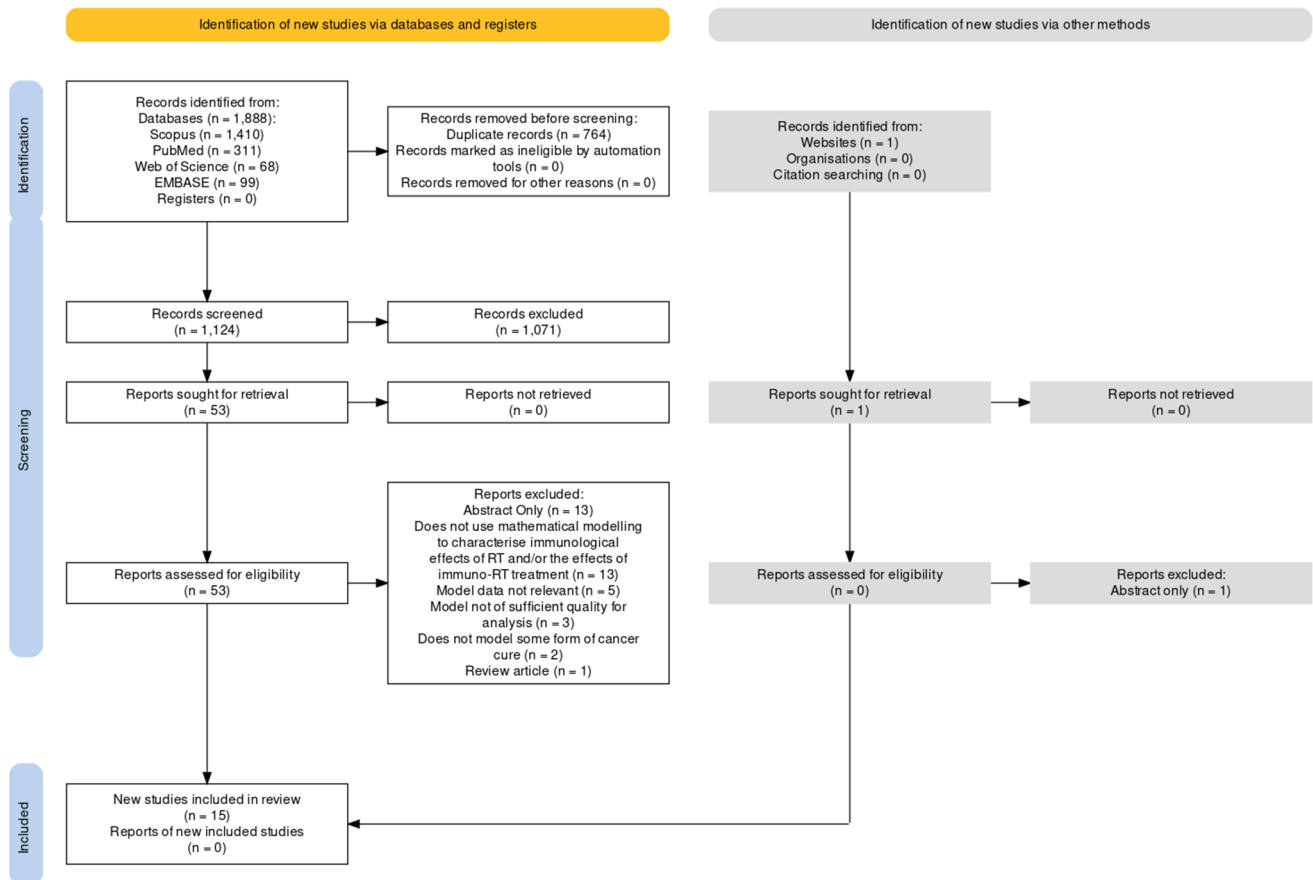 Identification of new studies via databases and registers
Identification of new studies via other methods
Identification
Records identified from:
Databases (n = 1,888):
Scopus (n = 1,410)
PubMed (n = 311)
Web of Science (n = 68)
EMBASE (n = 99)
Registers (n = 0)
Records removed before screening:
Duplicate records (n = 764)
Records marked as ineligible by automation
tools (n = 0)
Records removed for other reasons (n = 0)
Records identified from:
Websites (n = 1)
Organisations (n = 0)
Citation searching (n = 0)
Screening
Records screened
(n = 1,124)
Records excluded
(n = 1,071)
Reports sought for retrieval
(n = 53)
Reports not retrieved
(n = 0)
Reports sought for retrieval
(n = 1)
Reports not retrieved
(n = 0)
Reports assessed for eligibility
(n = 53)
Reports excluded:
Abstract Only (n = 13)
Does not use mathematical modelling
to characterise immunological
effects of RT and/or the effects of
immuno-RT treatment (n = 13)
Model data not relevant (n = 5)
Model not of sufficient quality for
analysis (n = 3)
Does not model some form of cancer
cure (n = 2)
Review article (n = 1)
Reports assessed for eligibility
(n = 0)
Reports excluded:
Abstract only (n = 1)
Included
New studies included in review
(n = 15)
Reports of new included studies
(n = 0)